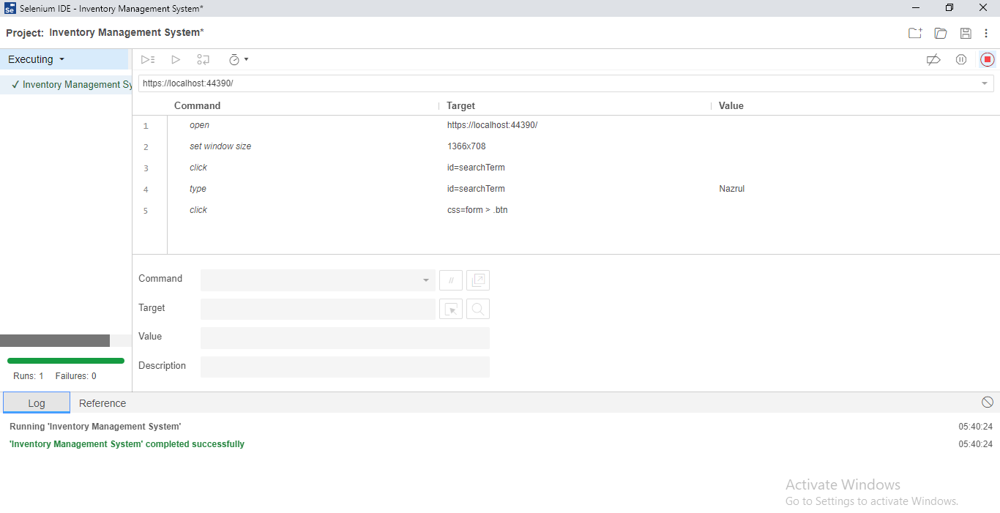 Se Selenium IDE - Inventory Management System*
Project: Inventory Management System*
Executing
✓ Inventory Management Sy
https://localhost:44390/
Command Target Value
1 open https://localhost:44390/
2 set window size 1366x708
3 click id=searchTerm
4 type id=searchTerm Nazrul
5 click css=form > .btn
Command //
Target
Value
Description
Runs: 1 Failures: 0
Log Reference
Running 'Inventory Management System' 05:40:24
'Inventory Management System' completed successfully 05:40:24
Activate Windows
Go to Settings to activate Windows.